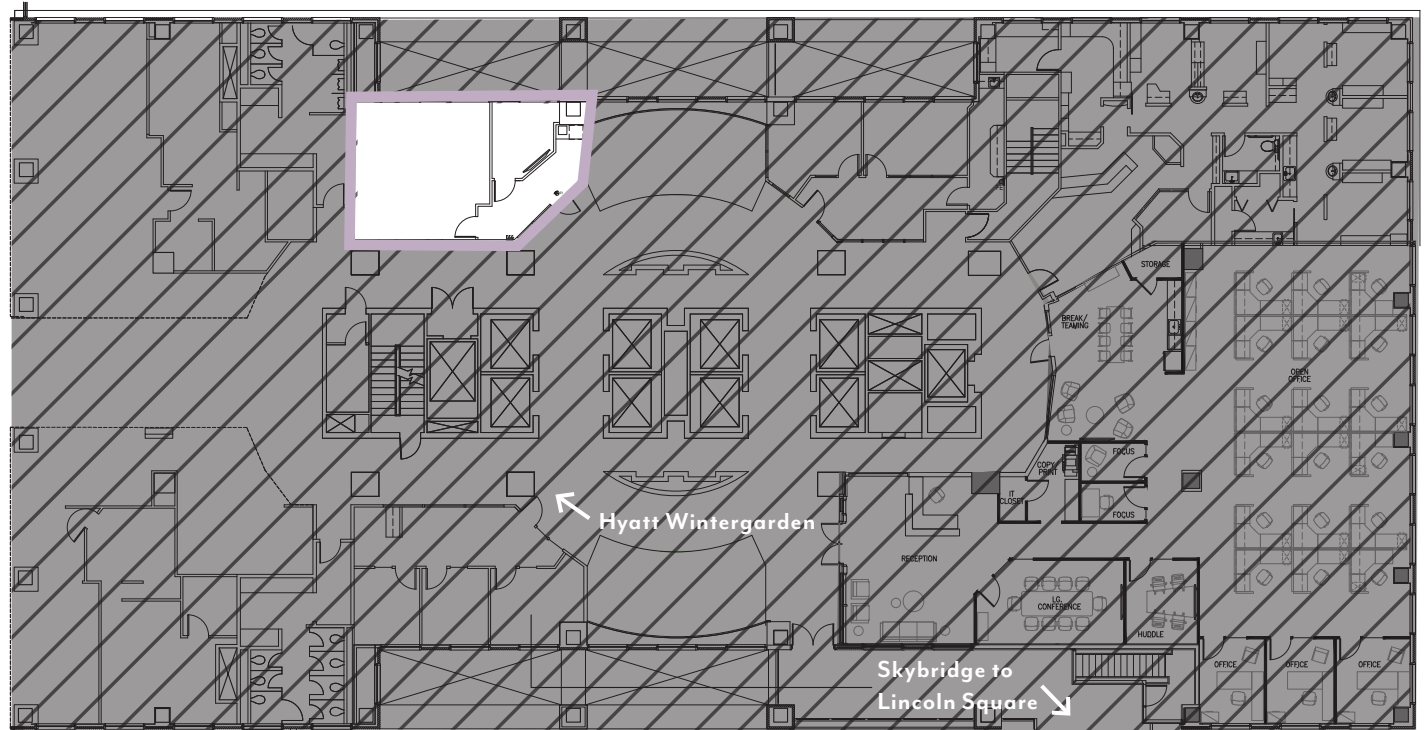 STORAGE
BREAK/
TEAMING
OPEN
OFFICE
FOCUS
COPY/
PRINT
IT
CLOSET
FOCUS
Hyatt Wintergarden
RECEPTION
LG.
CONFERENCE
HUDDLE
Skybridge to
Lincoln Square
OFFICE
OFFICE
OFFICE